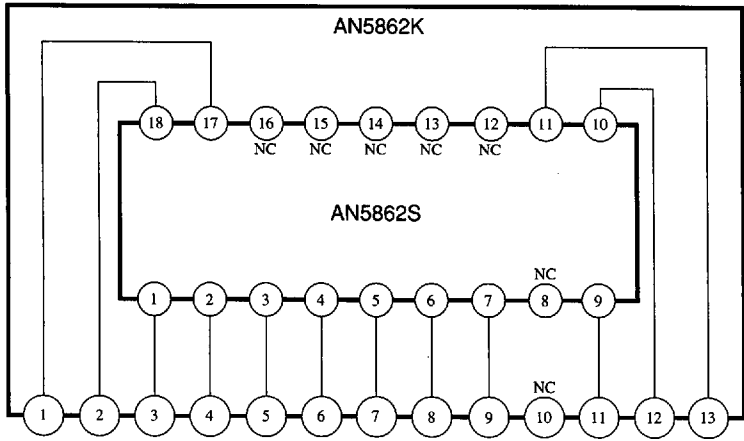 AN5862K
18 17 16 15 14 13 12 11 10
NC NC NC NC NC
AN5862S
NC
1 2 3 4 5 6 7 8 9
NC
1 2 3 4 5 6 7 8 9 10 11 12 13